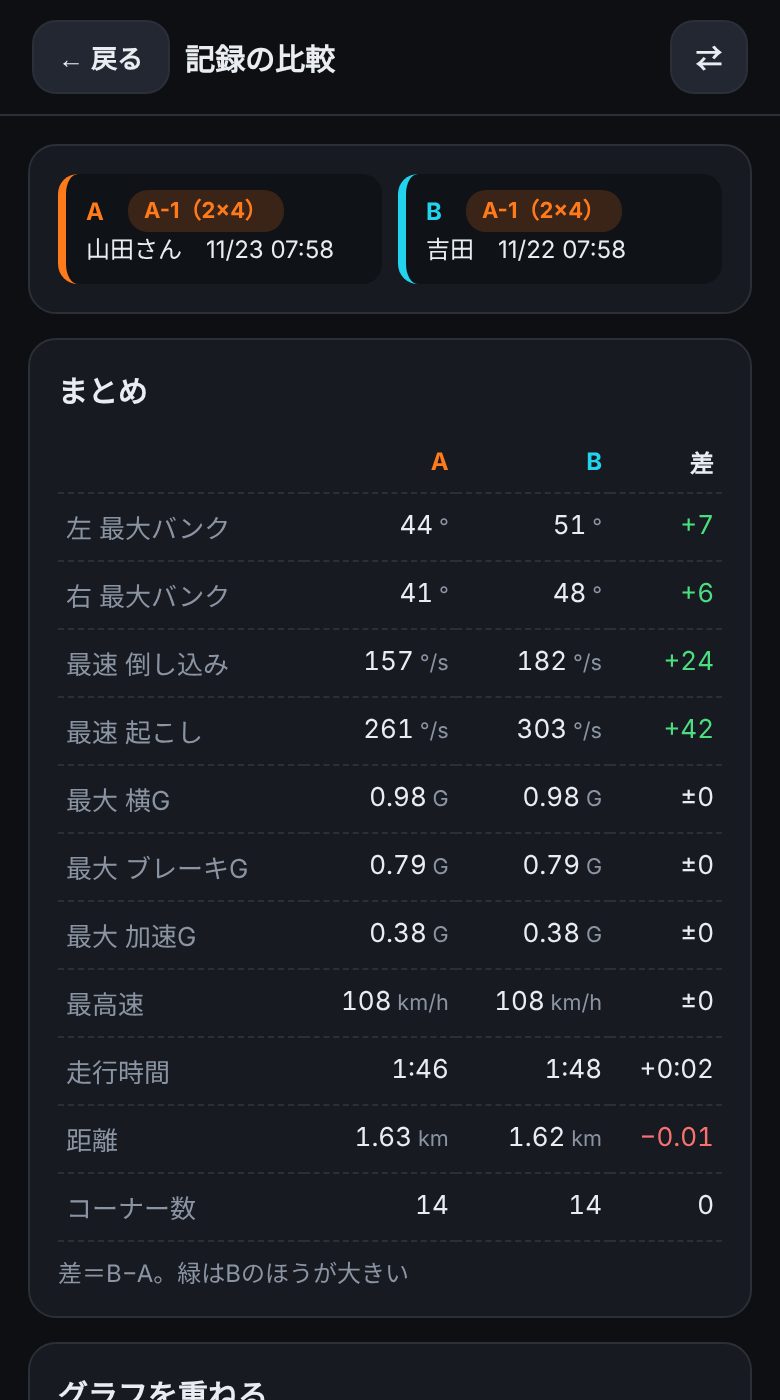 ← 戻る 記録の比較 ⇄
A A-1（2×4）
山田さん 11/23 07:58
B A-1（2×4）
吉田 11/22 07:58
まとめ
A B 差
左 最大バンク 44 ° 51 ° +7
右 最大バンク 41 ° 48 ° +6
最速 倒し込み 157 °/s 182 °/s +24
最速 起こし 261 °/s 303 °/s +42
最大 横G 0.98 G 0.98 G ±0
最大 ブレーキG 0.79 G 0.79 G ±0
最大 加速G 0.38 G 0.38 G ±0
最高速 108 km/h 108 km/h ±0
走行時間 1:46 1:48 +0:02
距離 1.63 km 1.62 km −0.01
コーナー数 14 14 0
差＝B−A。緑はBのほうが大きい
グラフを重ねる